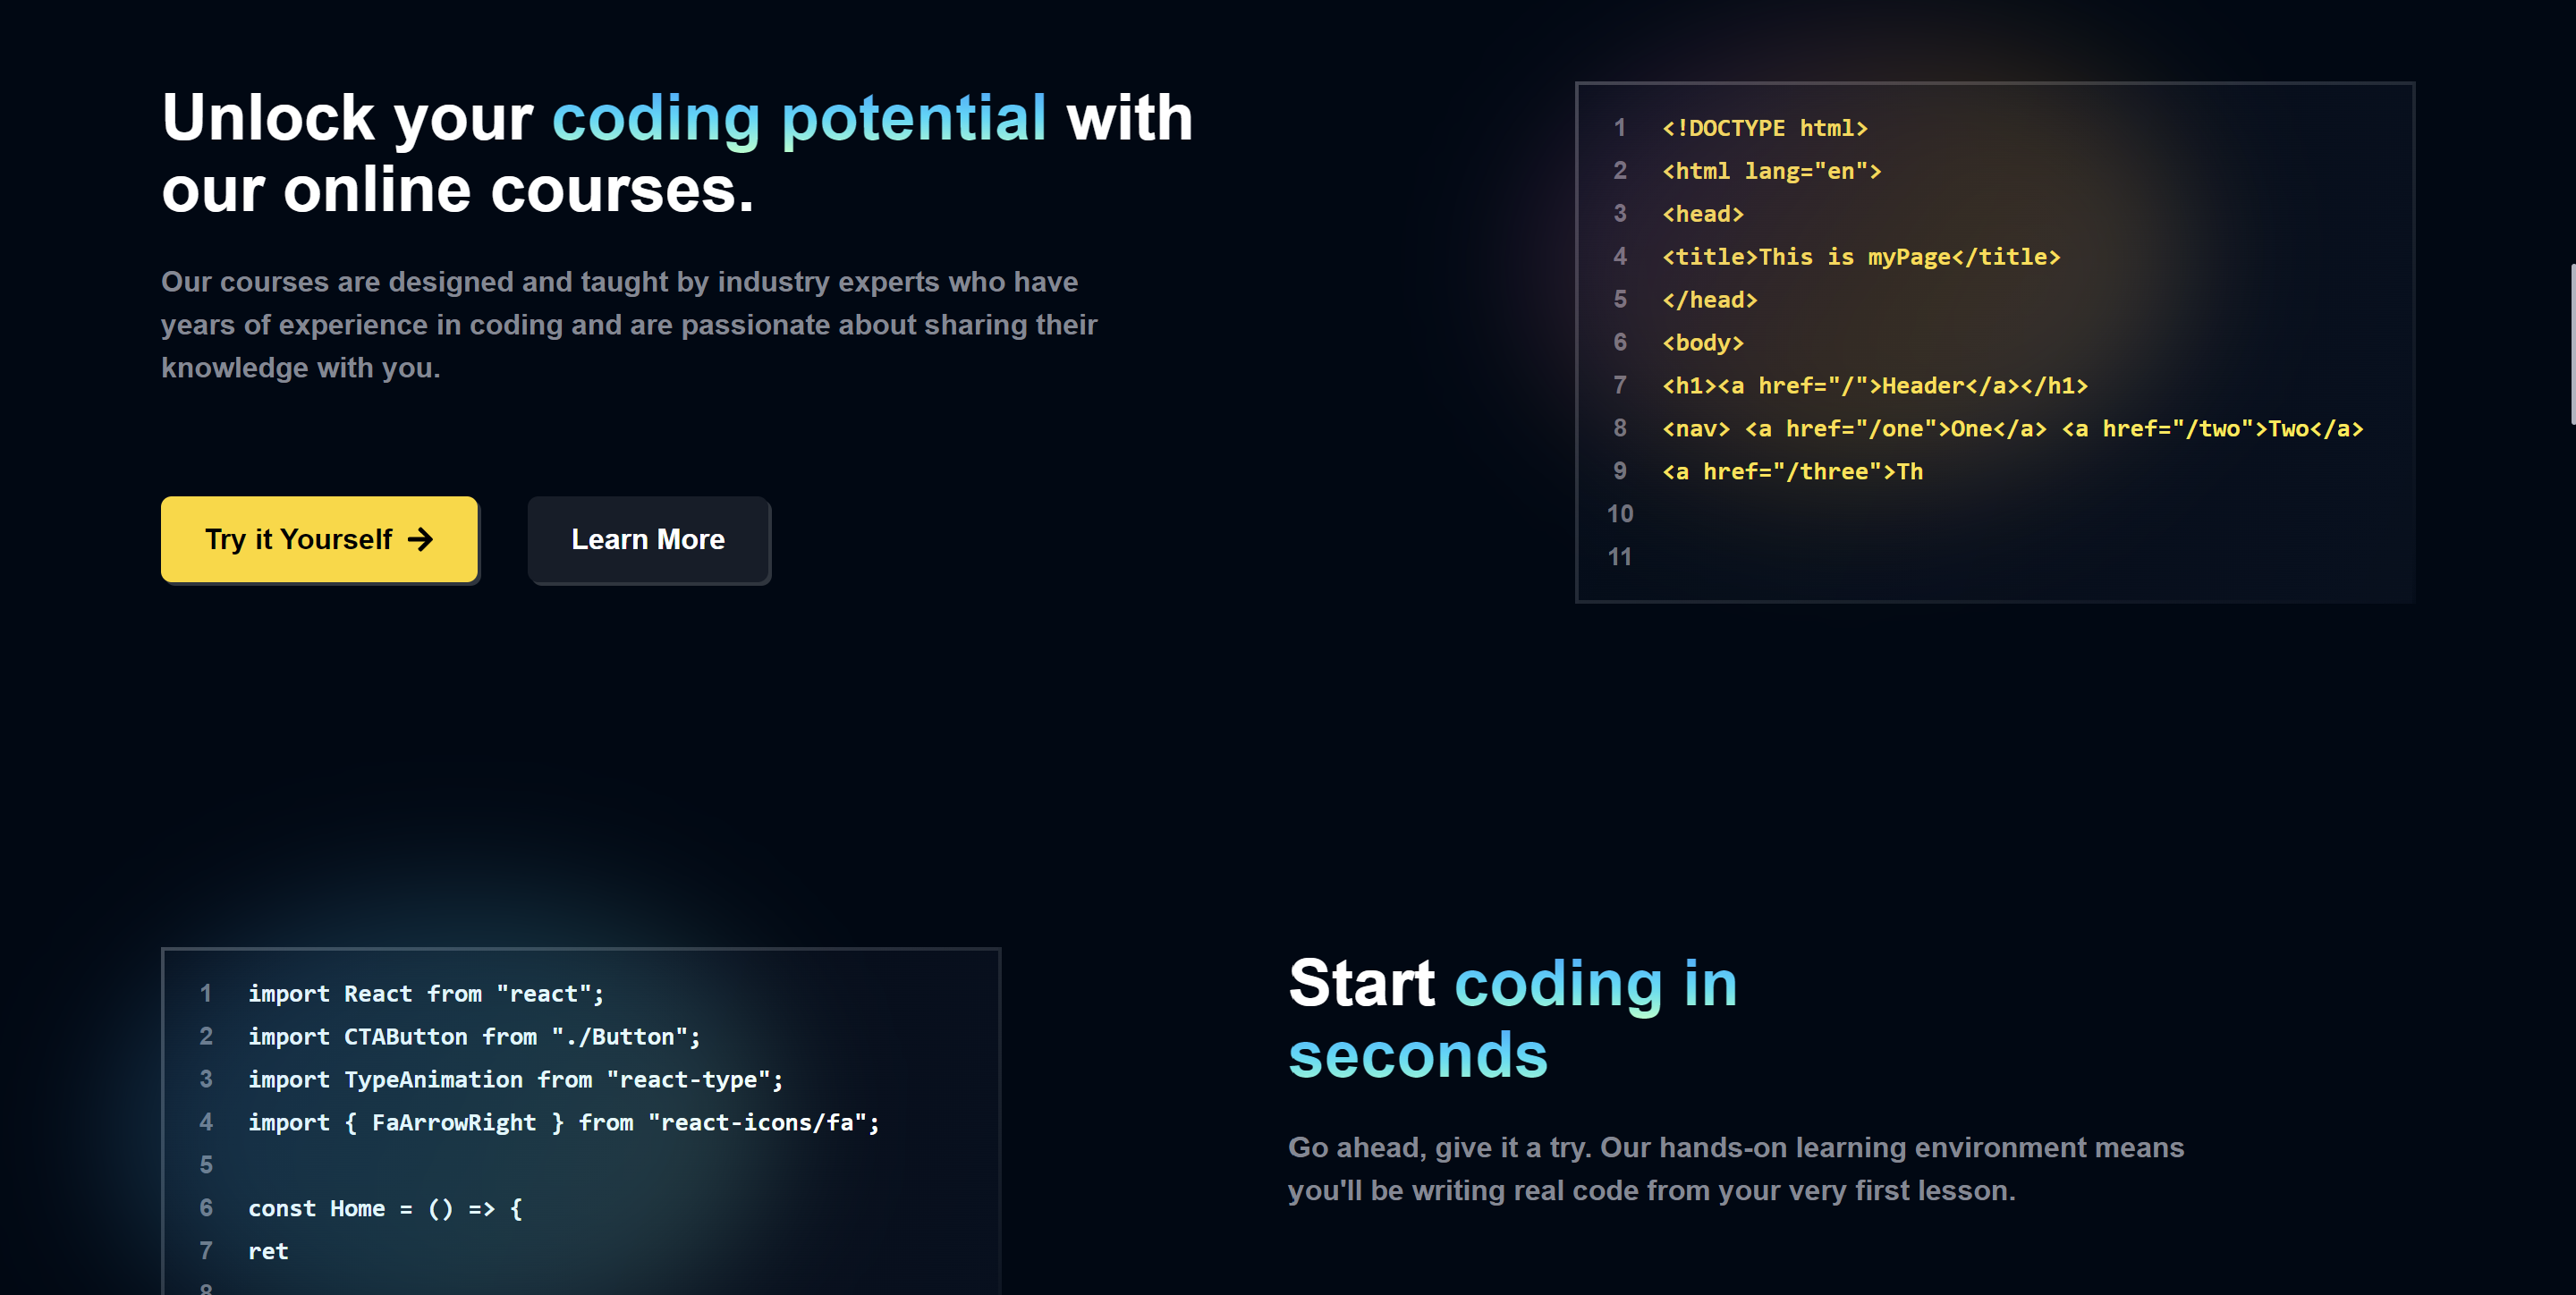 Unlock your coding potential with
our online courses.
Our courses are designed and taught by industry experts who have
years of experience in coding and are passionate about sharing their
knowledge with you.
Try it Yourself
Learn More
1 <!DOCTYPE html>
2 <html lang="en">
3 <head>
4 <title>This is myPage</title>
5 </head>
6 <body>
7 <h1><a href="/">Header</a></h1>
8 <nav> <a href="/one">One</a> <a href="/two">Two</a>
9 <a href="/three">Th
10
11
1 import React from "react";
2 import CTAButton from "./Button";
3 import TypeAnimation from "react-type";
4 import { FaArrowRight } from "react-icons/fa";
5
6 const Home = () => {
7 ret
8
Start coding in
seconds
Go ahead, give it a try. Our hands-on learning environment means
you'll be writing real code from your very first lesson.